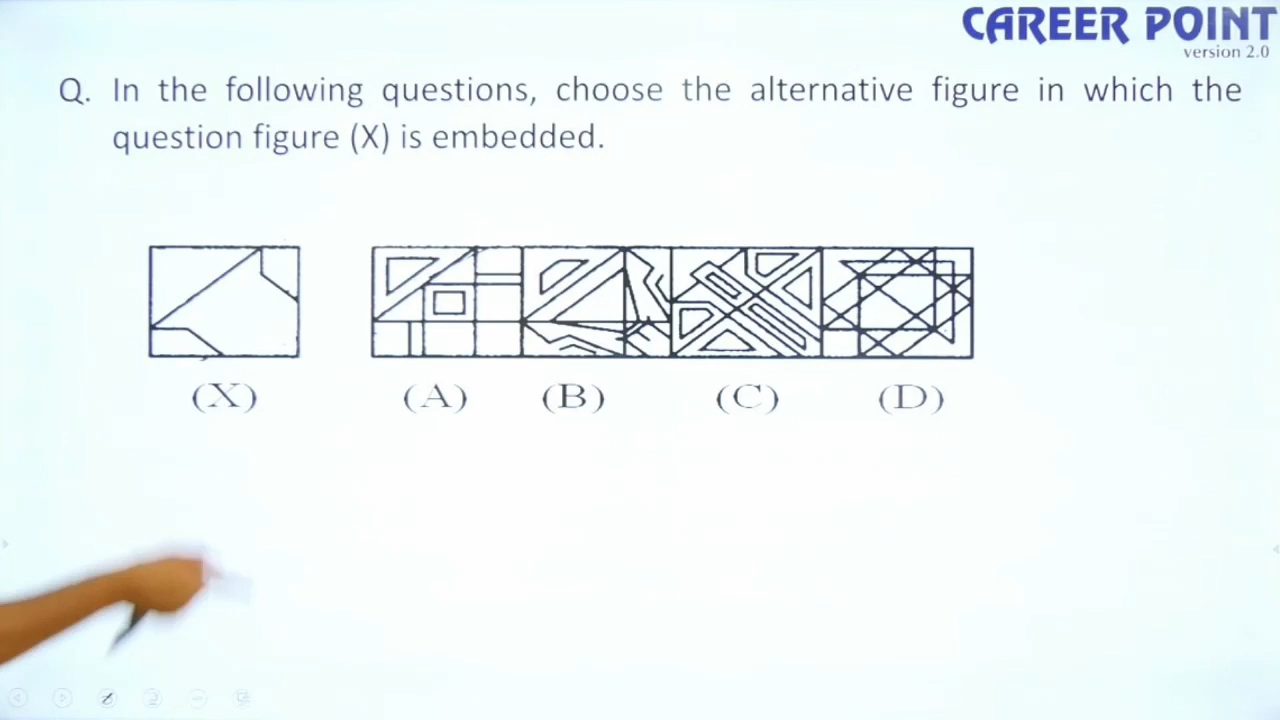 CAREER POINT
version 2.0
Q. In the following questions, choose the alternative figure in which the
question figure (X) is embedded.
(X) (A) (B) (C) (D)